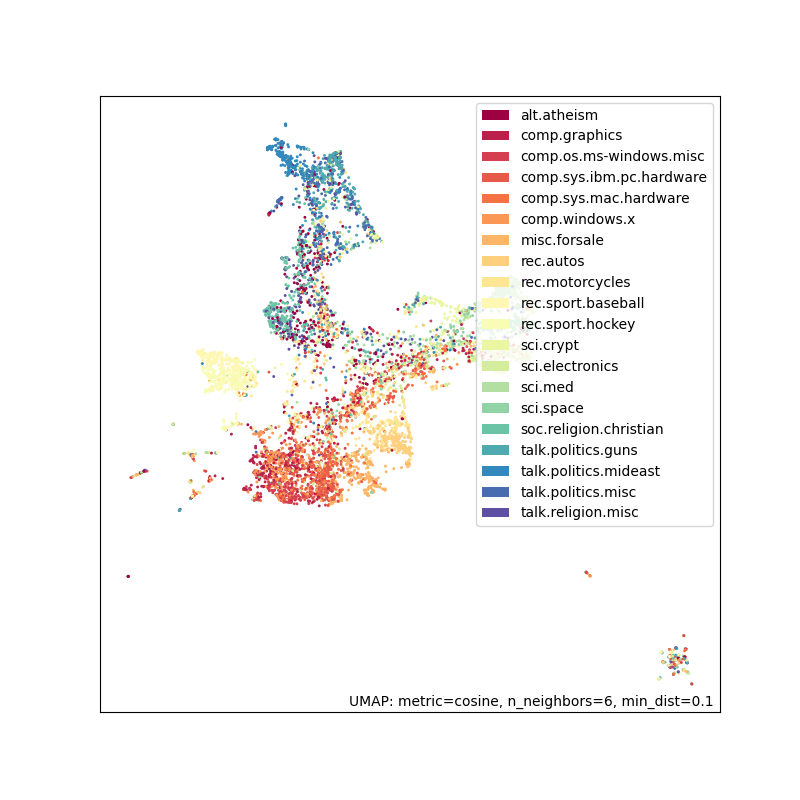 alt.atheism
comp.graphics
comp.os.ms-windows.misc
comp.sys.ibm.pc.hardware
comp.sys.mac.hardware
comp.windows.x
misc.forsale
rec.autos
rec.motorcycles
rec.sport.baseball
rec.sport.hockey
sci.crypt
sci.electronics
sci.med
sci.space
soc.religion.christian
talk.politics.guns
talk.politics.mideast
talk.politics.misc
talk.religion.misc
UMAP: metric=cosine, n_neighbors=6, min_dist=0.1